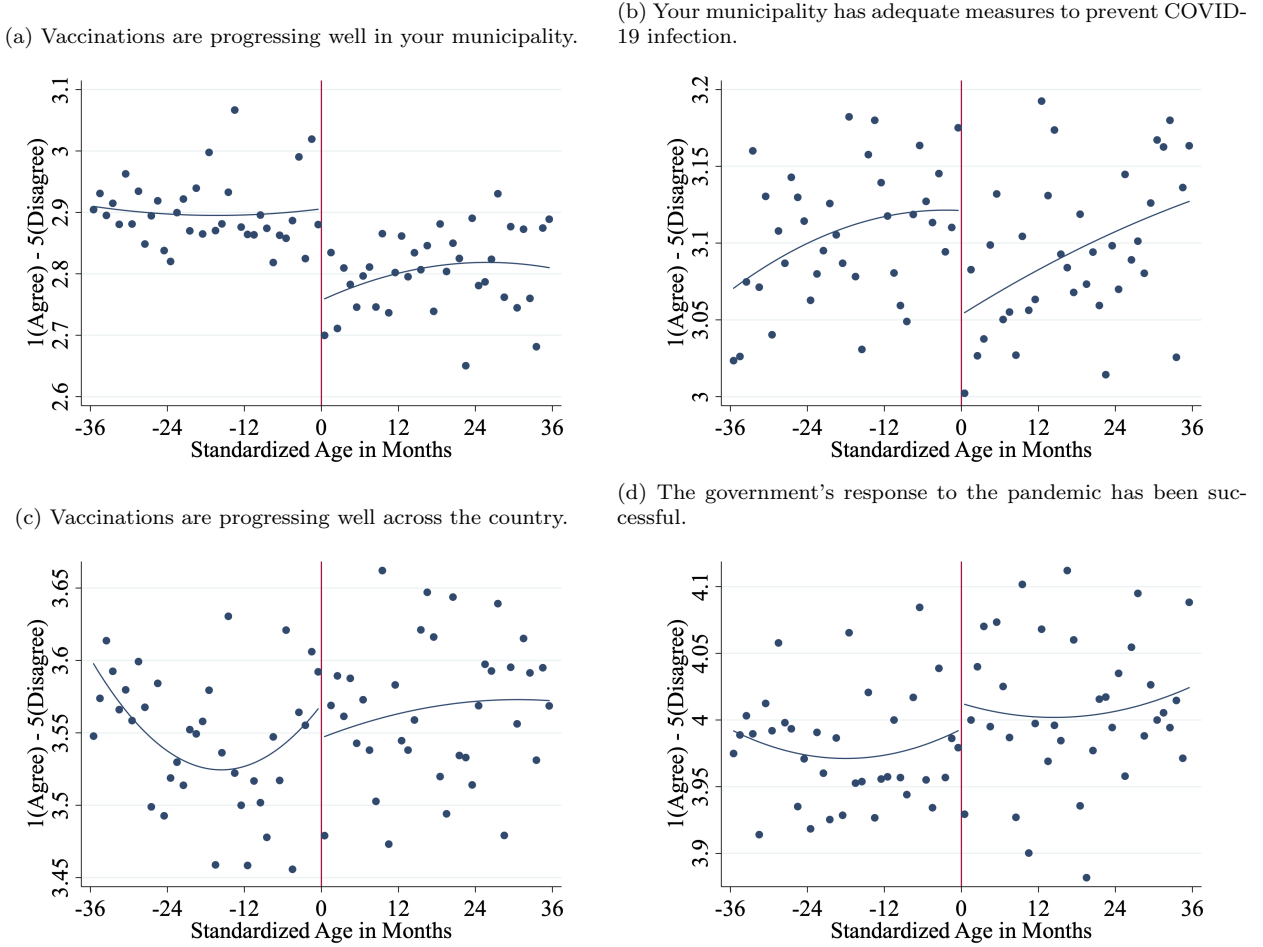 (a) Vaccinations are progressing well in your municipality.
1(Agree) - 5(Disagree)
3.1
3
2.9
2.8
2.7
2.6
-36 -24 -12 0 12 24 36
Standardized Age in Months
(b) Your municipality has adequate measures to prevent COVID-
19 infection.
1(Agree) - 5(Disagree)
3.2
3.15
3.1
3.05
3
-36 -24 -12 0 12 24 36
Standardized Age in Months
(c) Vaccinations are progressing well across the country.
1(Agree) - 5(Disagree)
3.65
3.6
3.55
3.5
3.45
-36 -24 -12 0 12 24 36
Standardized Age in Months
(d) The government's response to the pandemic has been suc-
cessful.
1(Agree) - 5(Disagree)
4.1
4.05
4
3.95
3.9
-36 -24 -12 0 12 24 36
Standardized Age in Months